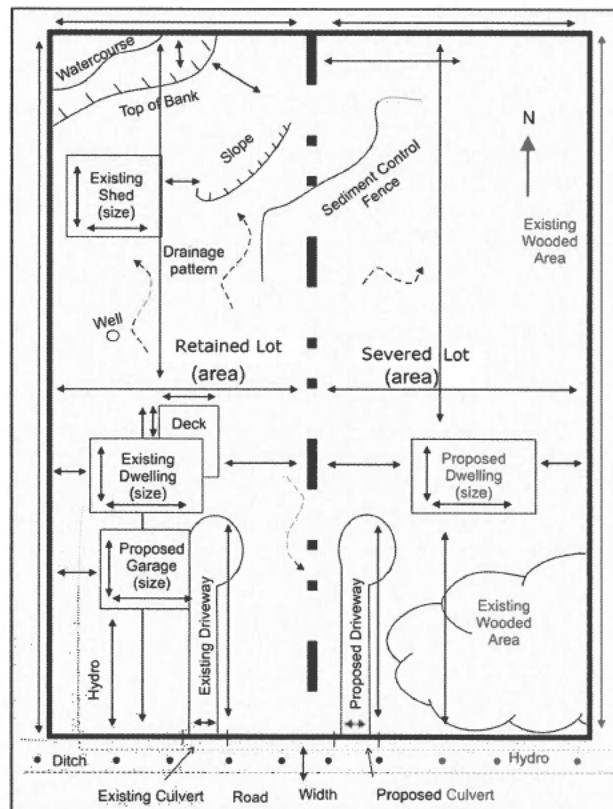 Watercourse
Top of Bank
Slope
N
Existing
Shed
(size)
Sediment Control
Fence
Existing
Wooded
Area
Drainage
pattern
Well
Retained Lot
(area)
Severed Lot
(area)
Deck
Existing
Dwelling
(size)
Proposed
Dwelling
(size)
Proposed
Garage
(size)
Existing Driveway
Proposed Driveway
Existing
Wooded
Area
Hydro
Ditch
Hydro
Existing Culvert
Road
Width
Proposed Culvert